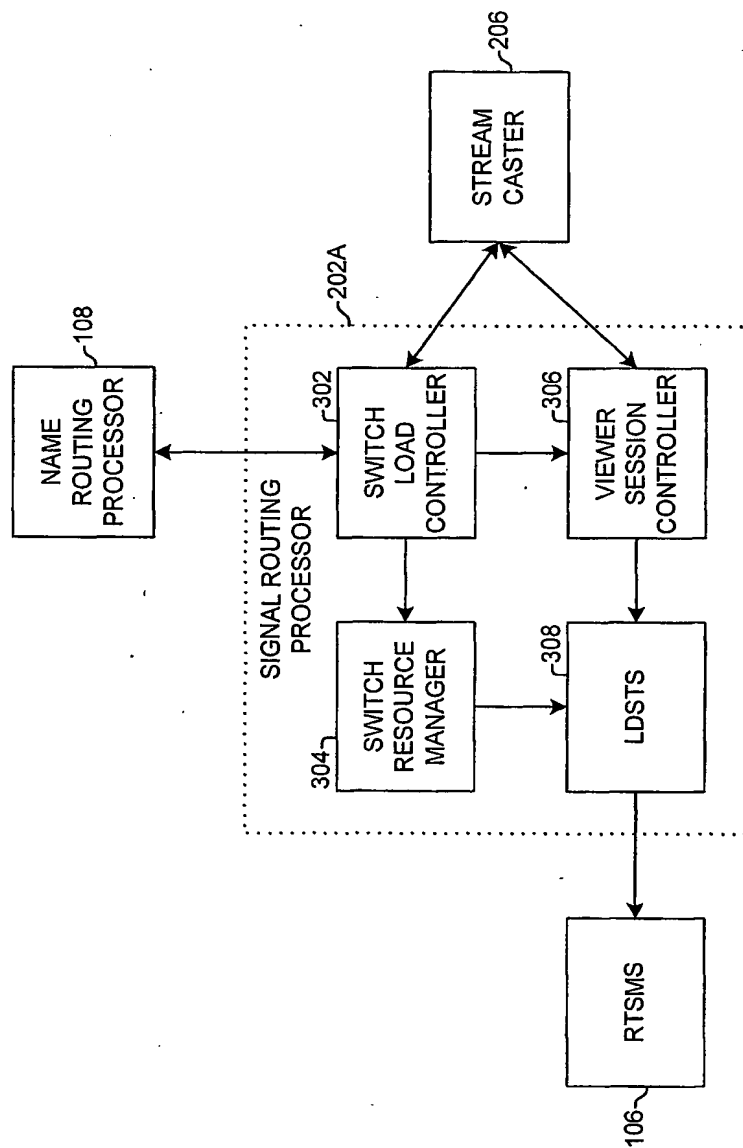 108
NAME
ROUTING
PROCESSOR
202A
SIGNAL ROUTING
PROCESSOR
206
STREAM
CASTER
302
SWITCH
LOAD
CONTROLLER
304
SWITCH
RESOURCE
MANAGER
306
VIEWER
SESSION
CONTROLLER
308
LDSTS
RTSMS
106